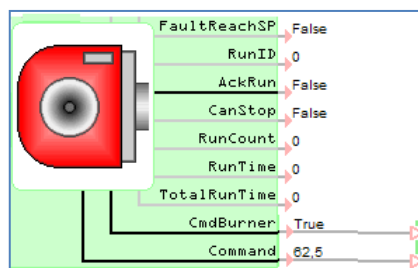 FaultReachSP False
RunID 0
AckRun False
CanStop False
RunCount 0
RunTime 0
TotalRunTime 0
CmdBurner True
Command 62,5